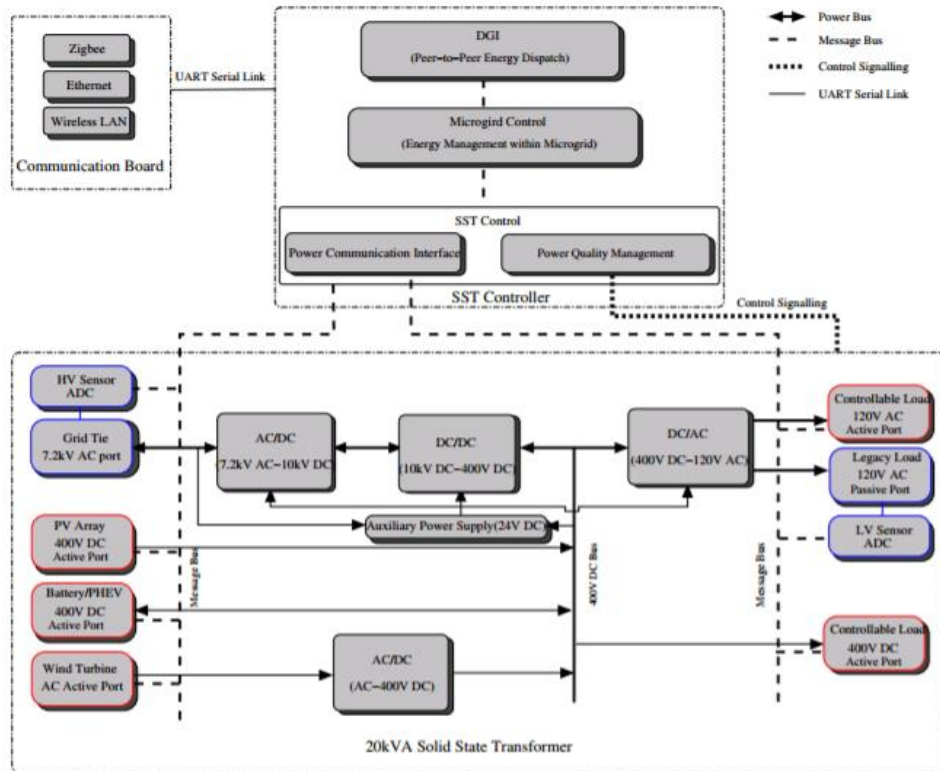 Zigbee
Ethernet
Wireless LAN
Communication Board
UART Serial Link
DGI
(Peer-to-Peer Energy Dispatch)
Microgird Control
(Energy Management within Microgrid)
SST Control
Power Communication Interface
Power Quality Management
SST Controller
Power Bus
Message Bus
Control Signalling
UART Serial Link
Control Signalling
HV Sensor
ADC
Grid Tie
7.2kV AC port
AC/DC
(7.2kV AC-10kV DC)
DC/DC
(10kV DC-400V DC)
DC/AC
(400V DC-120V AC)
Controllable Load
120V AC
Active Port
Legacy Load
120V AC
Passive Port
LV Sensor
ADC
Auxiliary Power Supply(24V DC)
PV Array
400V DC
Active Port
Message Bus
400V DC Bus
Message Bus
Battery/PHEV
400V DC
Active Port
Wind Turbine
AC Active Port
AC/DC
(AC-400V DC)
Controllable Load
400V DC
Active Port
20kVA Solid State Transformer